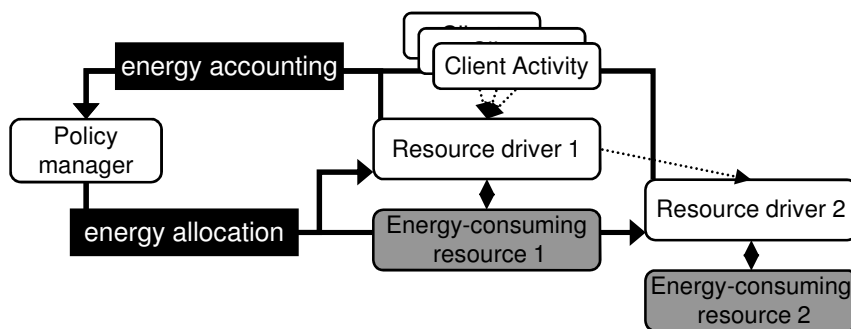 energy accounting
Client Activity
Policy
manager
Resource driver 1
energy allocation
Energy-consuming
resource 1
Resource driver 2
Energy-consuming
resource 2